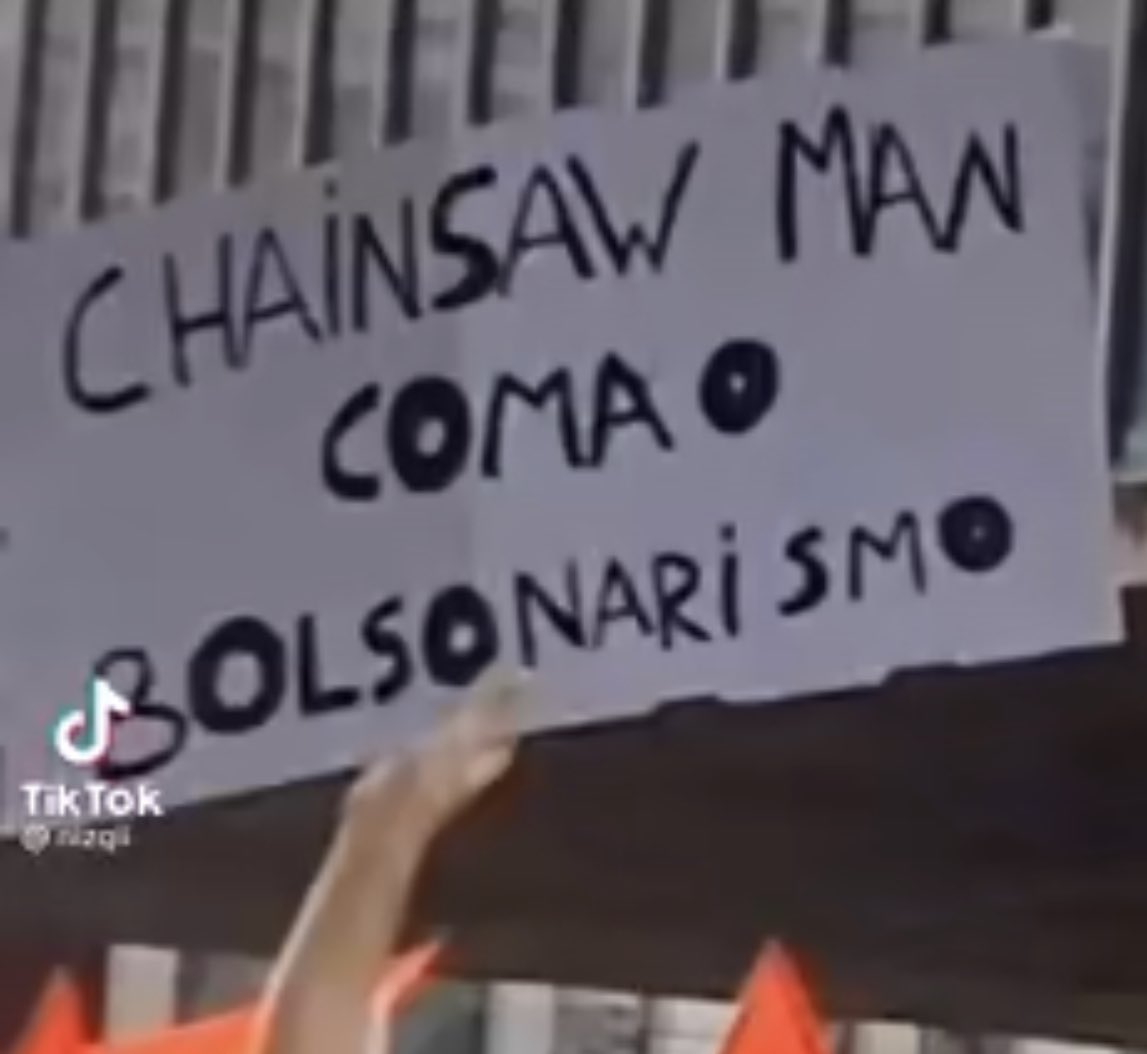 CHAiNSAW MAN
COMA O
BOLSONARiSMO
TikTok